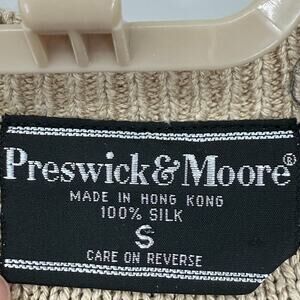 Preswick & Moore®
MADE IN HONG KONG
100% SILK
S
CARE ON REVERSE